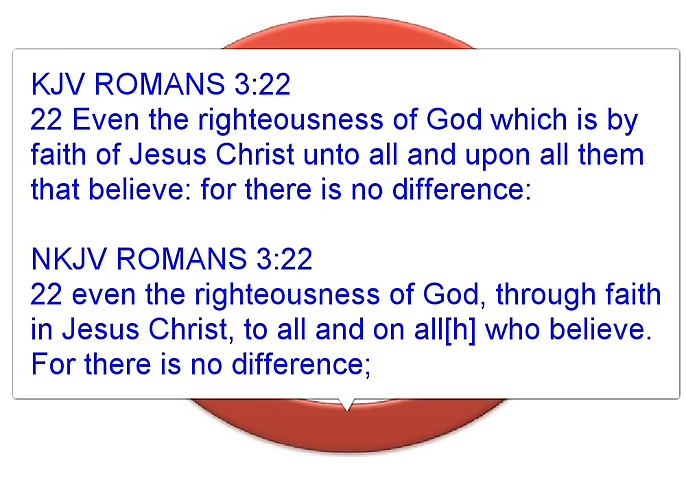 KJV ROMANS 3:22
22 Even the righteousness of God which is by
faith of Jesus Christ unto all and upon all them
that believe: for there is no difference:
NKJV ROMANS 3:22
22 even the righteousness of God, through faith
in Jesus Christ, to all and on all[h] who believe.
For there is no difference;